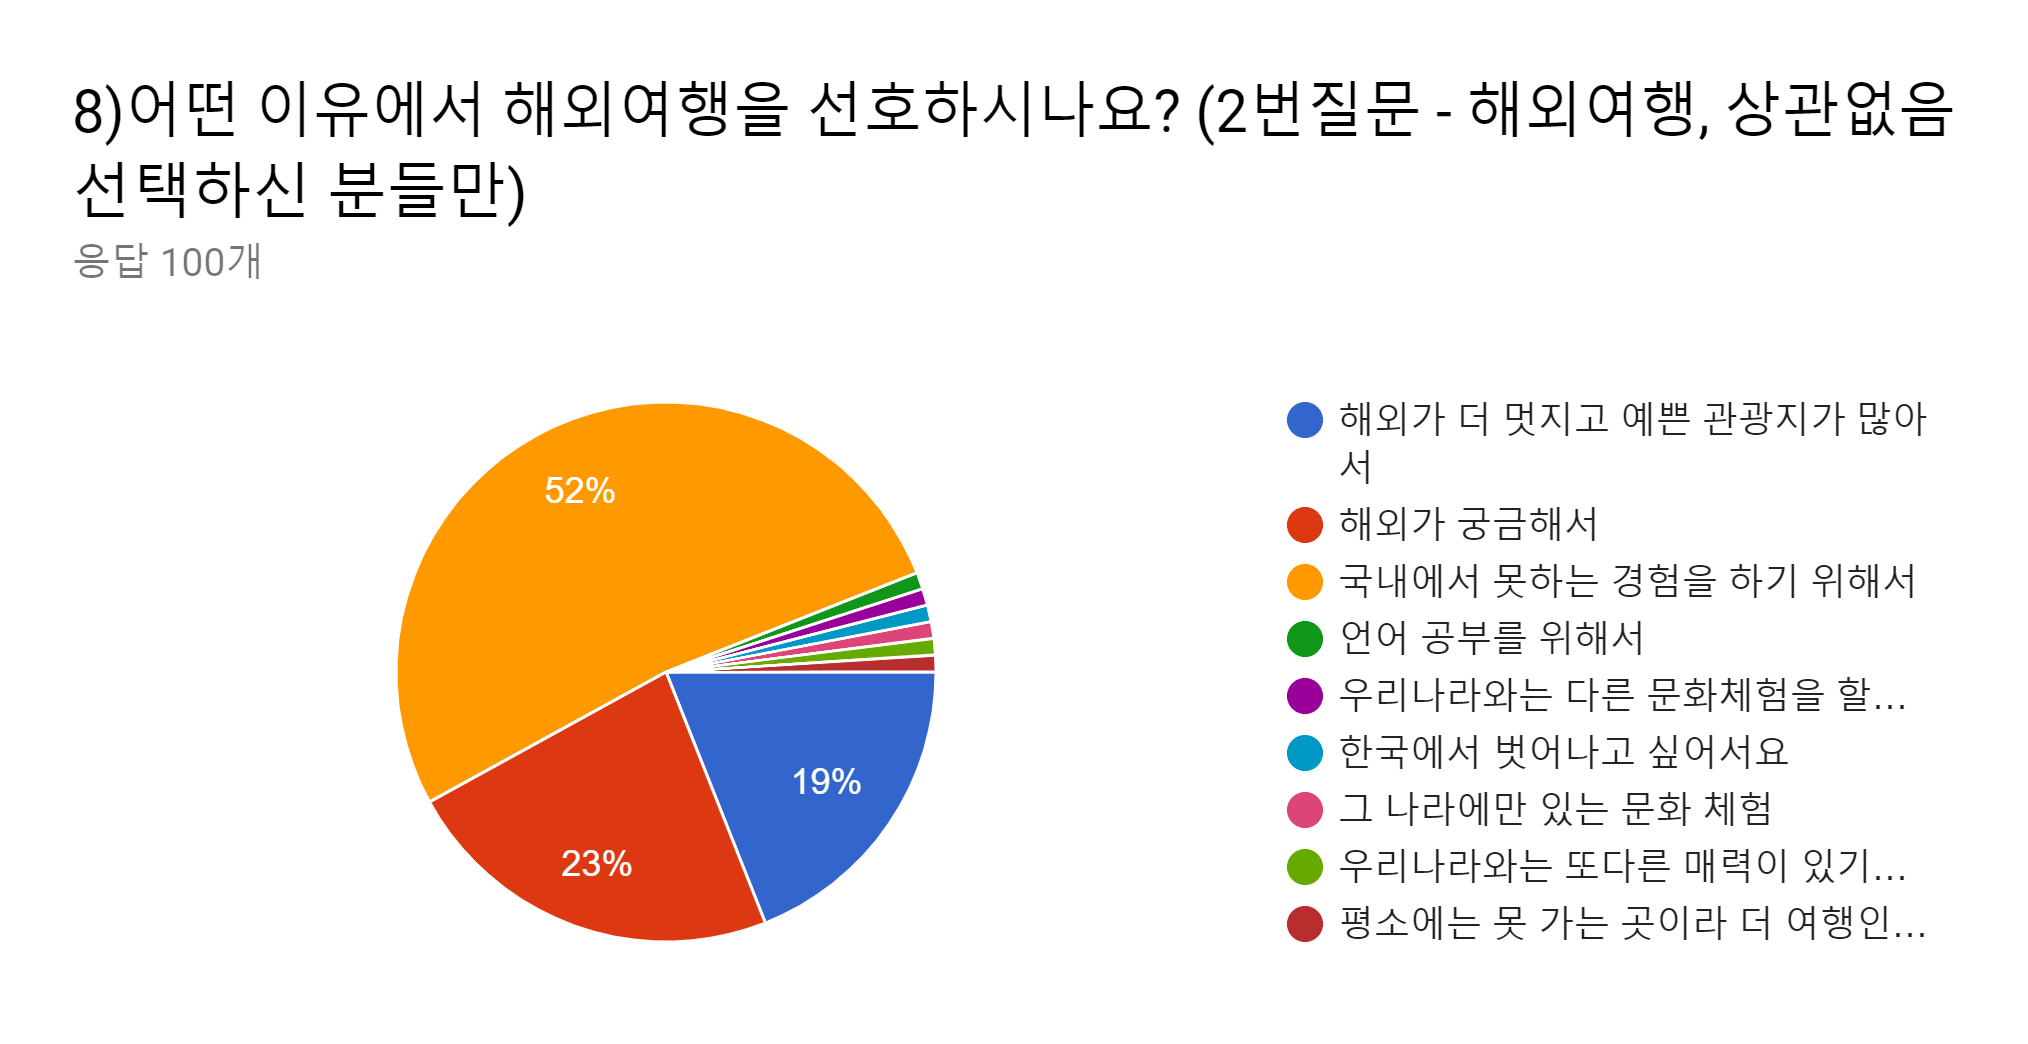 8)어떤 이유에서 해외여행을 선호하시나요? (2번질문 - 해외여행, 상관없음
선택하신 분들만)
응답 100개
52%
19%
23%
해외가 더 멋지고 예쁜 관광지가 많아
서
해외가 궁금해서
국내에서 못하는 경험을 하기 위해서
언어 공부를 위해서
우리나라와는 다른 문화체험을 할…
한국에서 벗어나고 싶어서요
그 나라에만 있는 문화 체험
우리나라와는 또다른 매력이 있기…
평소에는 못 가는 곳이라 더 여행인…